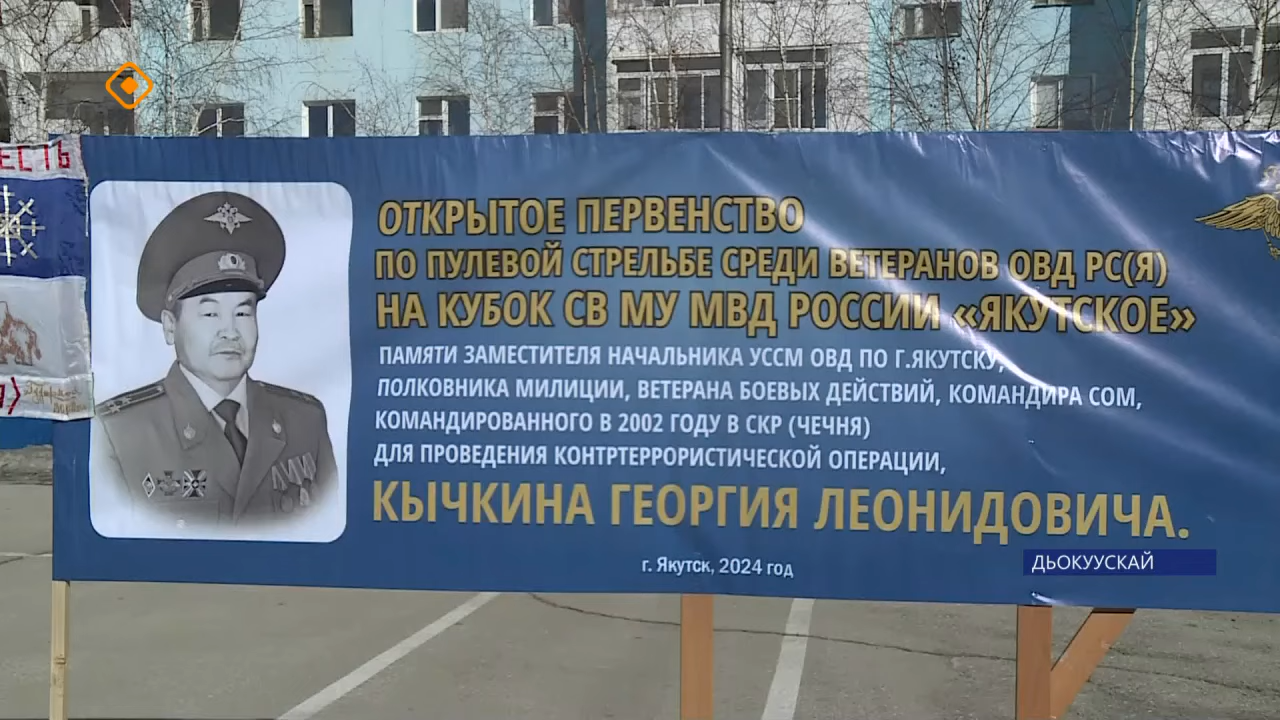 ЕСТЬ
ОТКРЫТОЕ ПЕРВЕНСТВО
ПО ПУЛЕВОЙ СТРЕЛЬБЕ СРЕДИ ВЕТЕРАНОВ ОВД РС(Я)
НА КУБОК СВ МУ МВД РОССИИ «ЯКУТСКОЕ»
ПАМЯТИ ЗАМЕСТИТЕЛЯ НАЧАЛЬНИКА УССМ ОВД ПО Г.ЯКУТСКУ,
ПОЛКОВНИКА МИЛИЦИИ, ВЕТЕРАНА БОЕВЫХ ДЕЙСТВИЙ, КОМАНДИРА СОМ,
КОМАНДИРОВАННОГО В 2002 ГОДУ В СКР (ЧЕЧНЯ)
ДЛЯ ПРОВЕДЕНИЯ КОНТРТЕРРОРИСТИЧЕСКОЙ ОПЕРАЦИИ,
КЫЧКИНА ГЕОРГИЯ ЛЕОНИДОВИЧА.
г. Якутск, 2024 год
ДЬОКУУСКАЙ